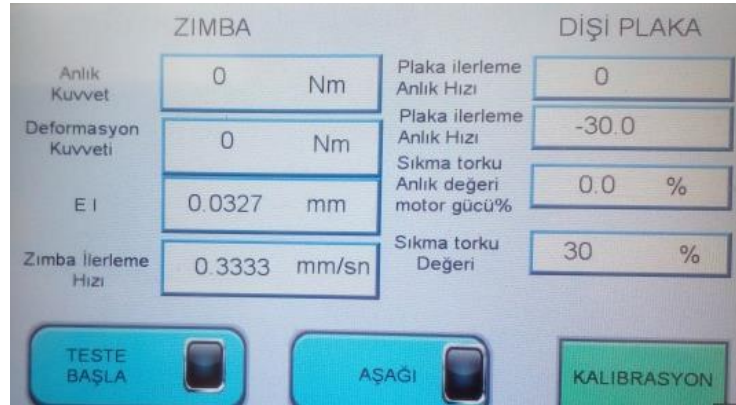 ZIMBA
Anlık
Kuvvet
0 Nm
Deformasyon
Kuvveti
0 Nm
E I
0.0327 mm
Zımba İlerleme
Hızı
0.3333 mm/sn
DİŞİ PLAKA
Plaka ilerleme
Anlık Hızı
0
Plaka ilerleme
Anlık Hızı
-30.0
Sıkma torku
Anlık değeri
motor gücü%
0.0 %
Sıkma torku
Değeri
30 %
TESTE
BAŞLA
AŞAĞI
KALIBRASYON